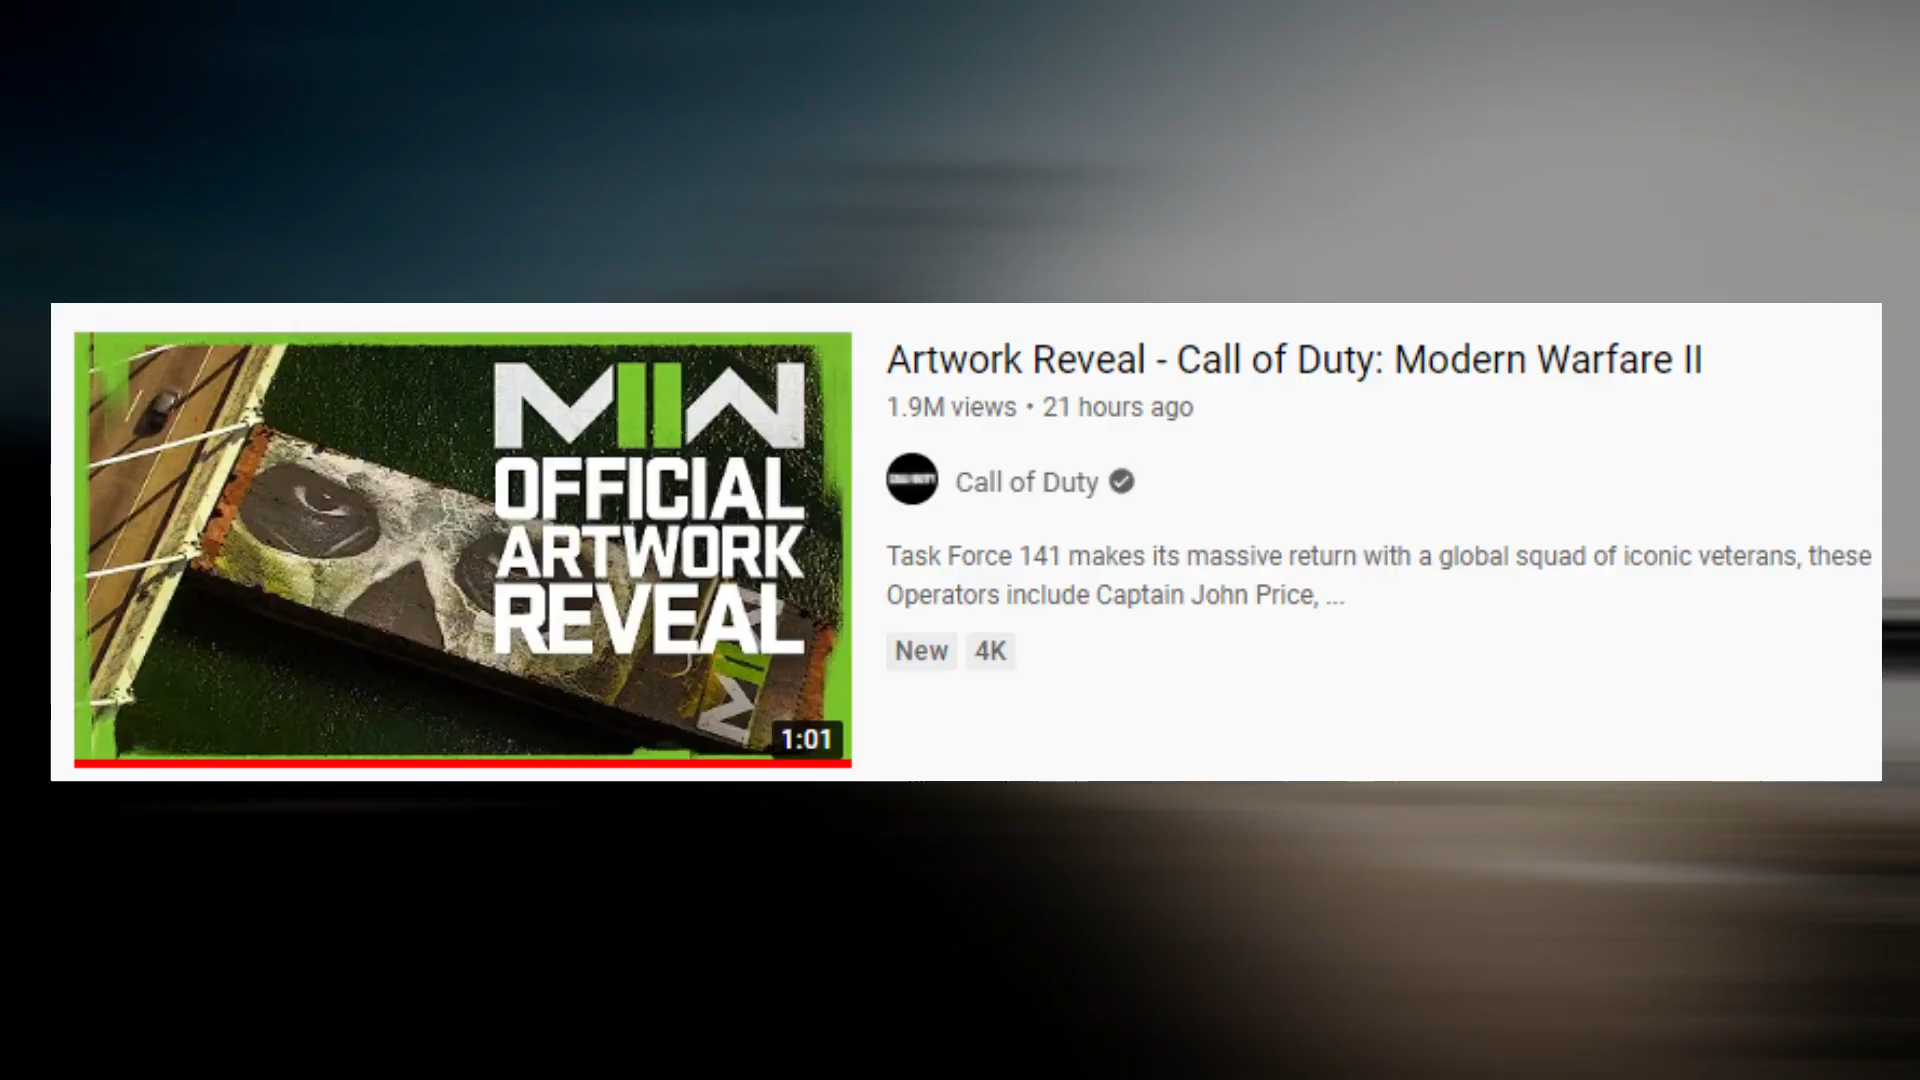 MIIW
OFFICIAL
ARTWORK
REVEAL
1:01
Artwork Reveal - Call of Duty: Modern Warfare II
1.9M views • 21 hours ago
Call of Duty
Task Force 141 makes its massive return with a global squad of iconic veterans, these
Operators include Captain John Price, ...
New 4K